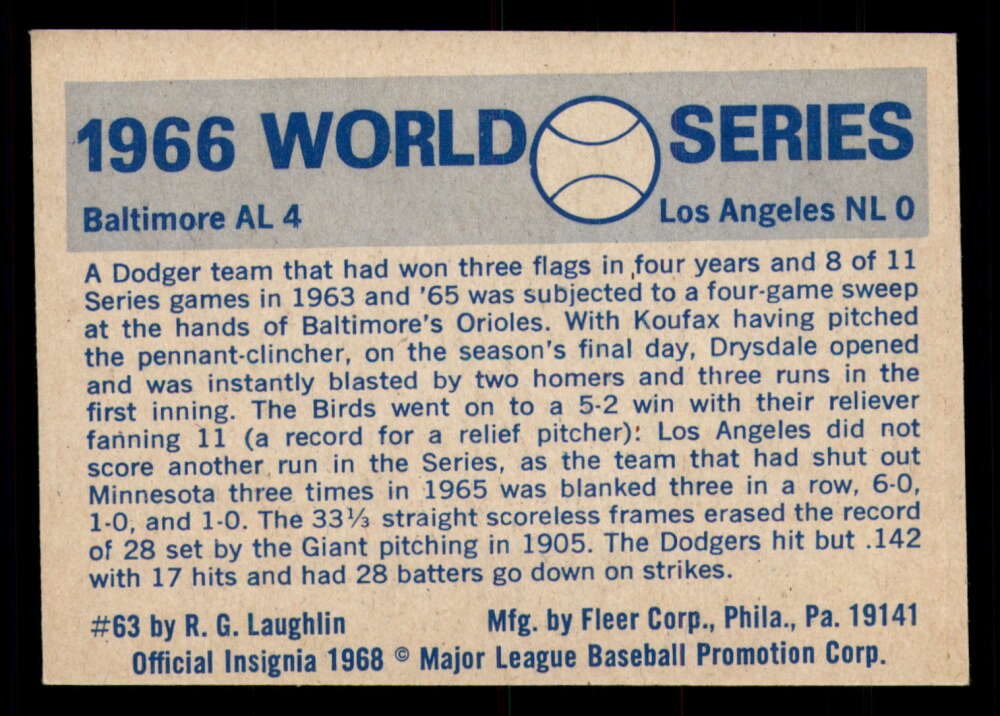 1966 WORLD SERIES
Baltimore AL 4 Los Angeles NL 0
A Dodger team that had won three flags in four years and 8 of 11
Series games in 1963 and '65 was subjected to a four-game sweep
at the hands of Baltimore's Orioles. With Koufax having pitched
the pennant-clincher, on the season's final day, Drysdale opened
and was instantly blasted by two homers and three runs in the
first inning. The Birds went on to a 5-2 win with their reliever
fanning 11 (a record for a relief pitcher): Los Angeles did not
score another run in the Series, as the team that had shut out
Minnesota three times in 1965 was blanked three in a row, 6-0,
1-0, and 1-0. The 33⅓ straight scoreless frames erased the record
of 28 set by the Giant pitching in 1905. The Dodgers hit but .142
with 17 hits and had 28 batters go down on strikes.
#63 by R. G. Laughlin Mfg. by Fleer Corp., Phila., Pa. 19141
Official Insignia 1968 © Major League Baseball Promotion Corp.